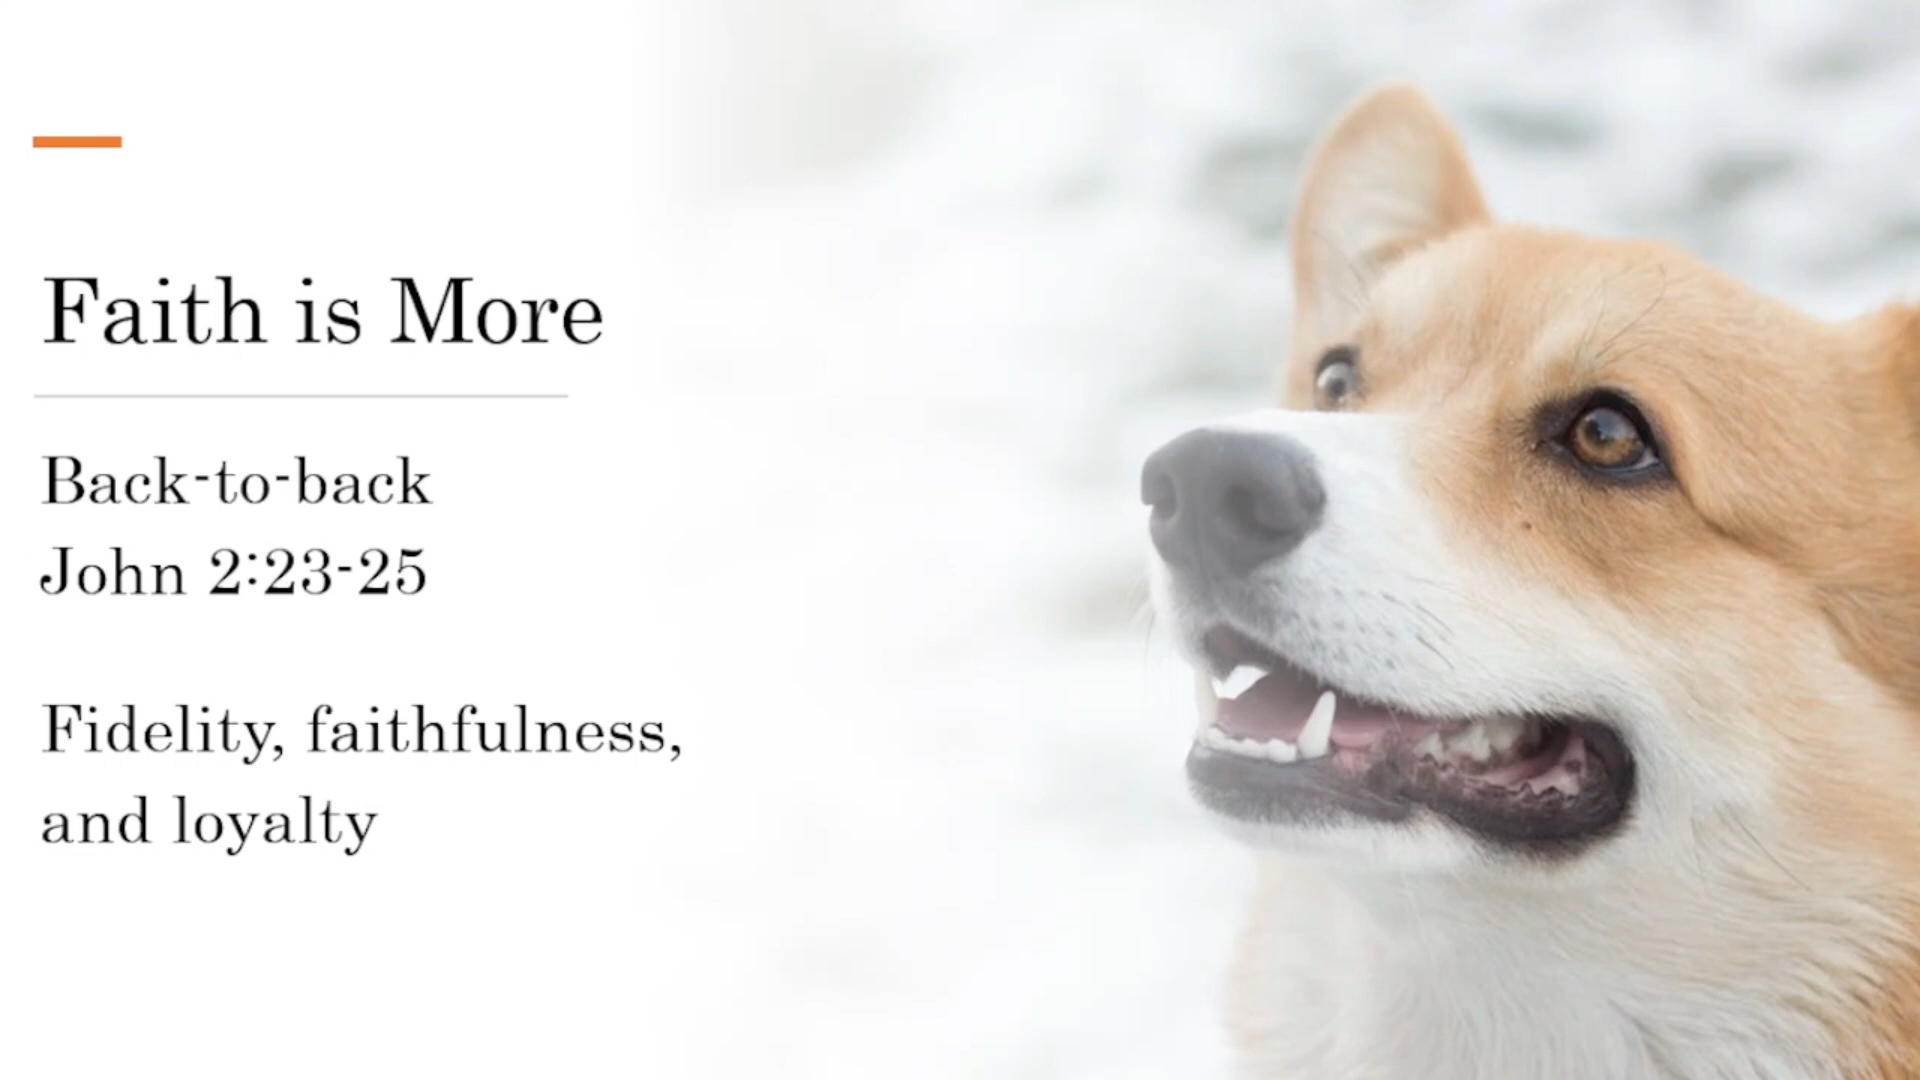 Faith is More
Back-to-back
John 2:23-25
Fidelity, faithfulness,
and loyalty